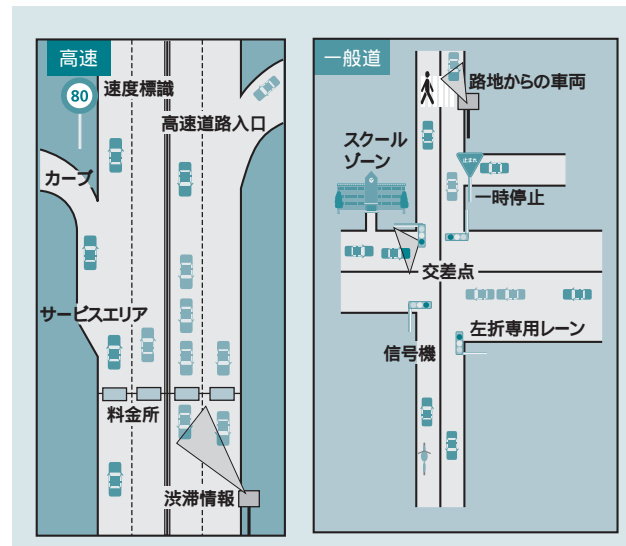 高速
80
速度標識
高速道路入口
カーブ
サービスエリア
料金所
渋滞情報
一般道
路地からの車両
スクール
ゾーン
止まれ
一時停止
交差点
左折専用レーン
信号機